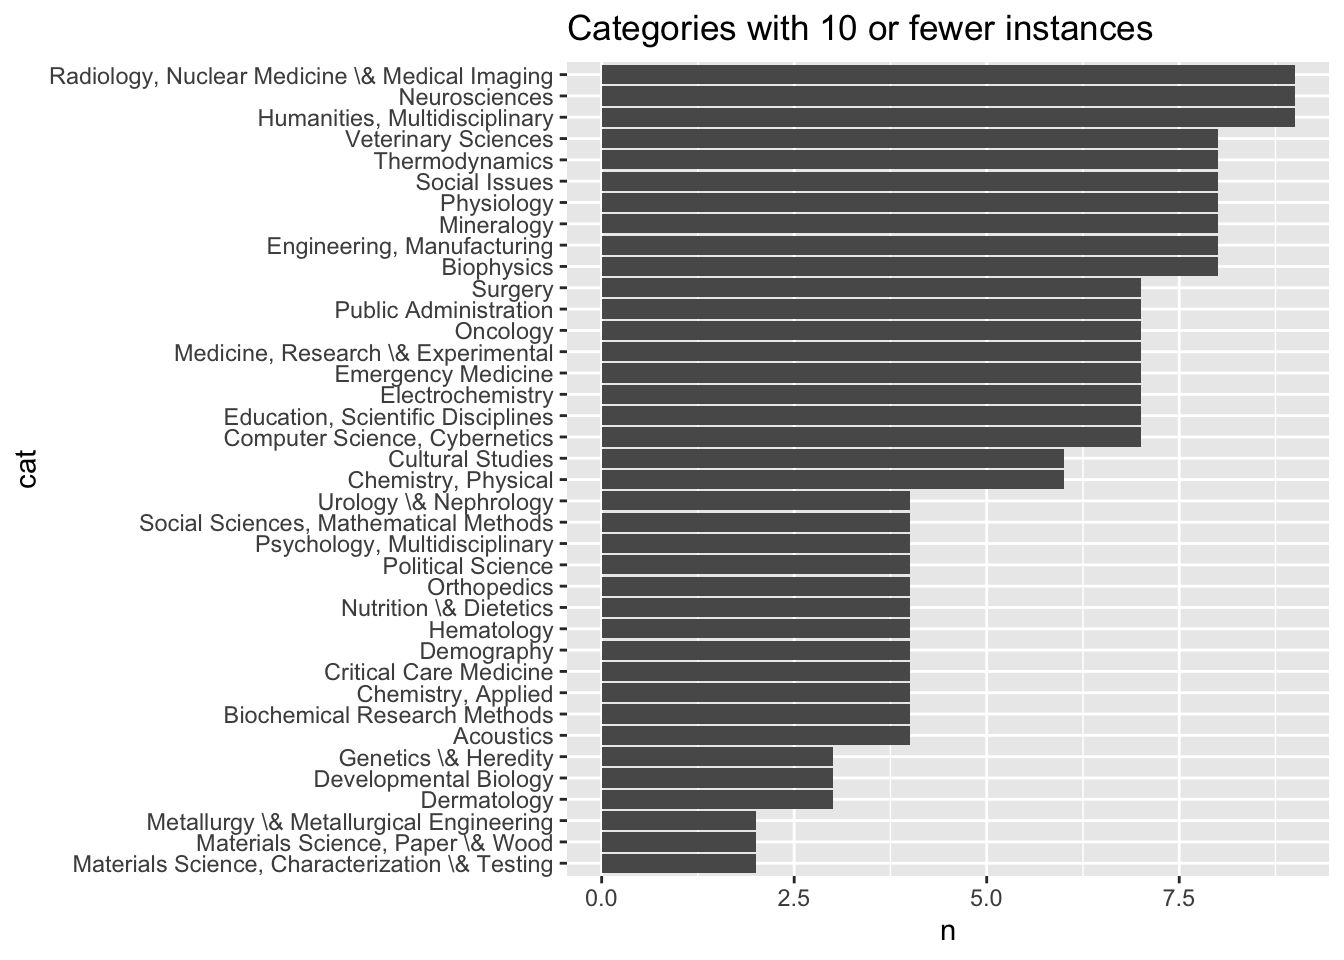 Categories with 10 or fewer instances
Radiology, Nuclear Medicine \& Medical Imaging
Neurosciences
Humanities, Multidisciplinary
Veterinary Sciences
Thermodynamics
Social Issues
Physiology
Mineralogy
Engineering, Manufacturing
Biophysics
Surgery
Public Administration
Oncology
Medicine, Research \& Experimental
Emergency Medicine
Electrochemistry
Education, Scientific Disciplines
Computer Science, Cybernetics
Cultural Studies
Chemistry, Physical
Urology \& Nephrology
Social Sciences, Mathematical Methods
Psychology, Multidisciplinary
Political Science
Orthopedics
Nutrition \& Dietetics
Hematology
Demography
Critical Care Medicine
Chemistry, Applied
Biochemical Research Methods
Acoustics
Genetics \& Heredity
Developmental Biology
Dermatology
Metallurgy \& Metallurgical Engineering
Materials Science, Paper \& Wood
Materials Science, Characterization \& Testing
cat
0.0 2.5 5.0 7.5
n